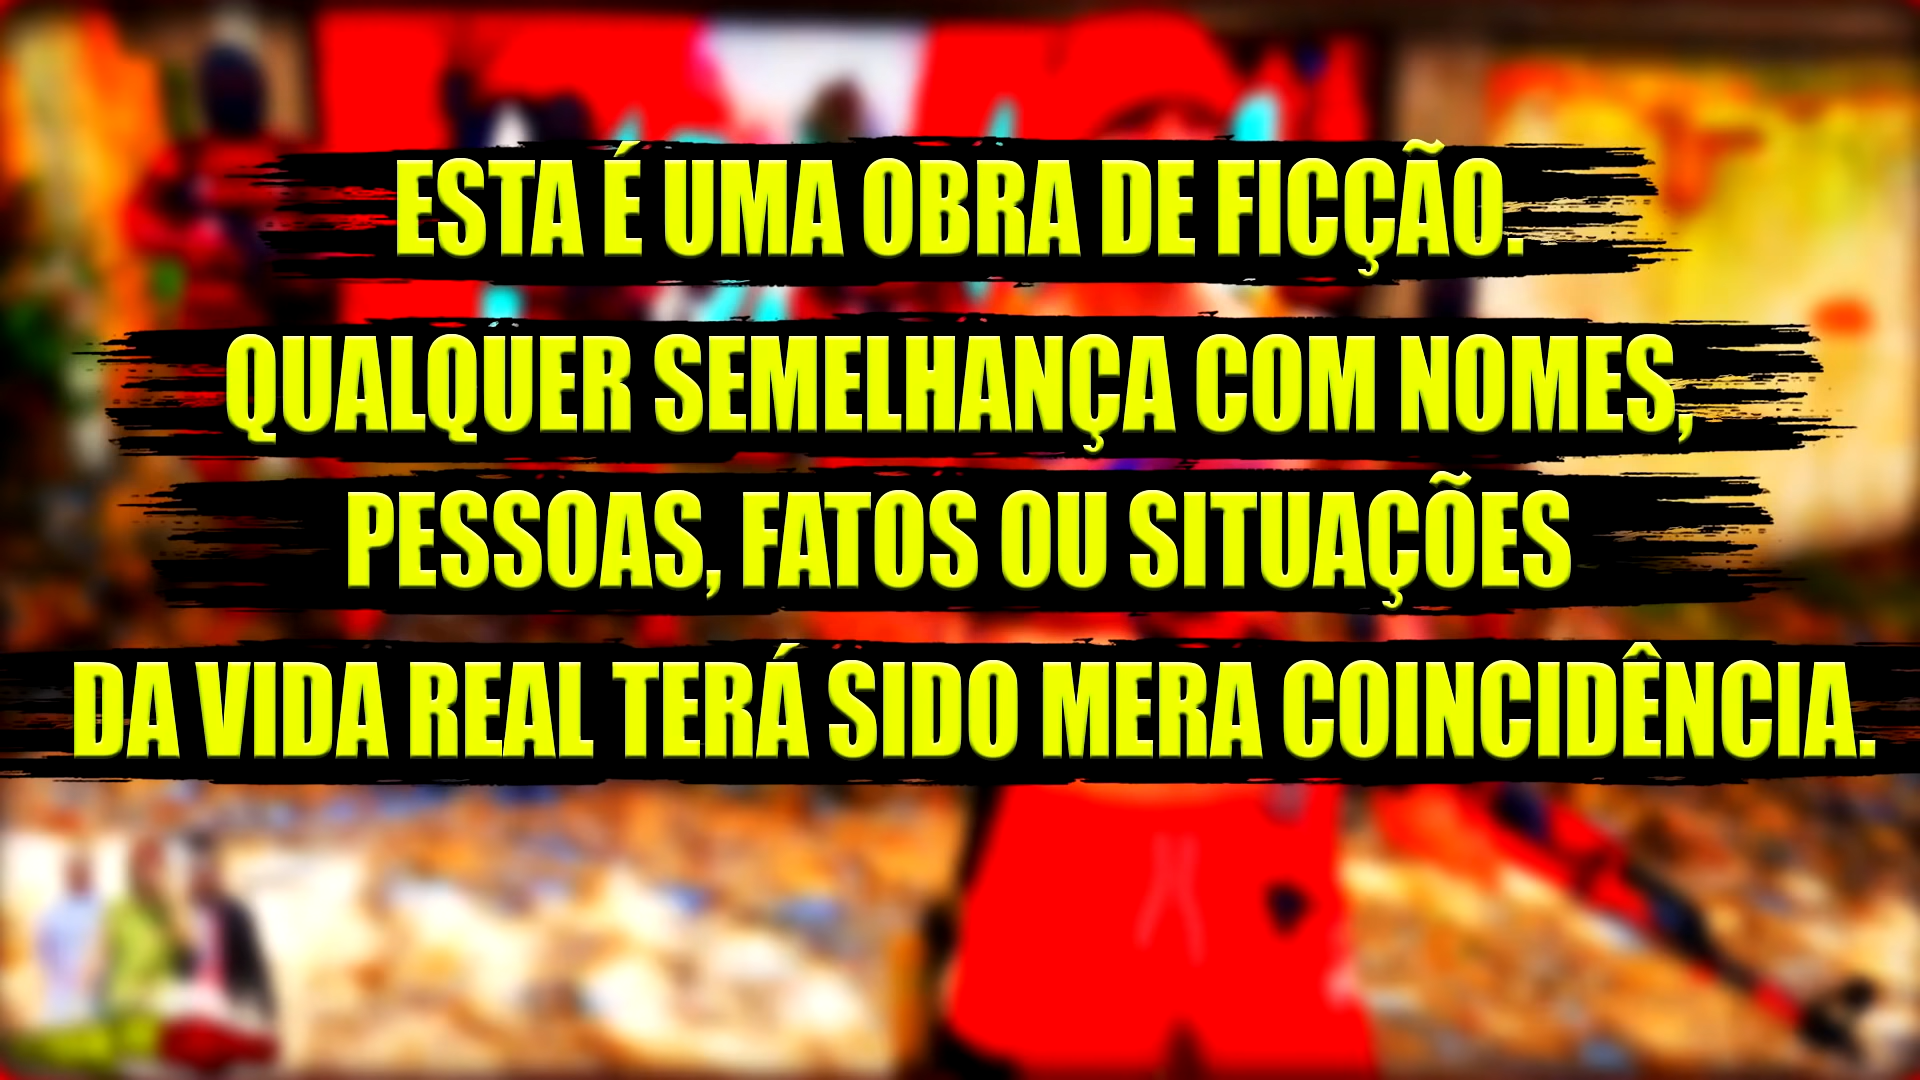 ESTA É UMA OBRA DE FICÇÃO.
QUALQUER SEMELHANÇA COM NOMES,
PESSOAS, FATOS OU SITUAÇÕES
DA VIDA REAL TERÁ SIDO MERA COINCIDÊNCIA.